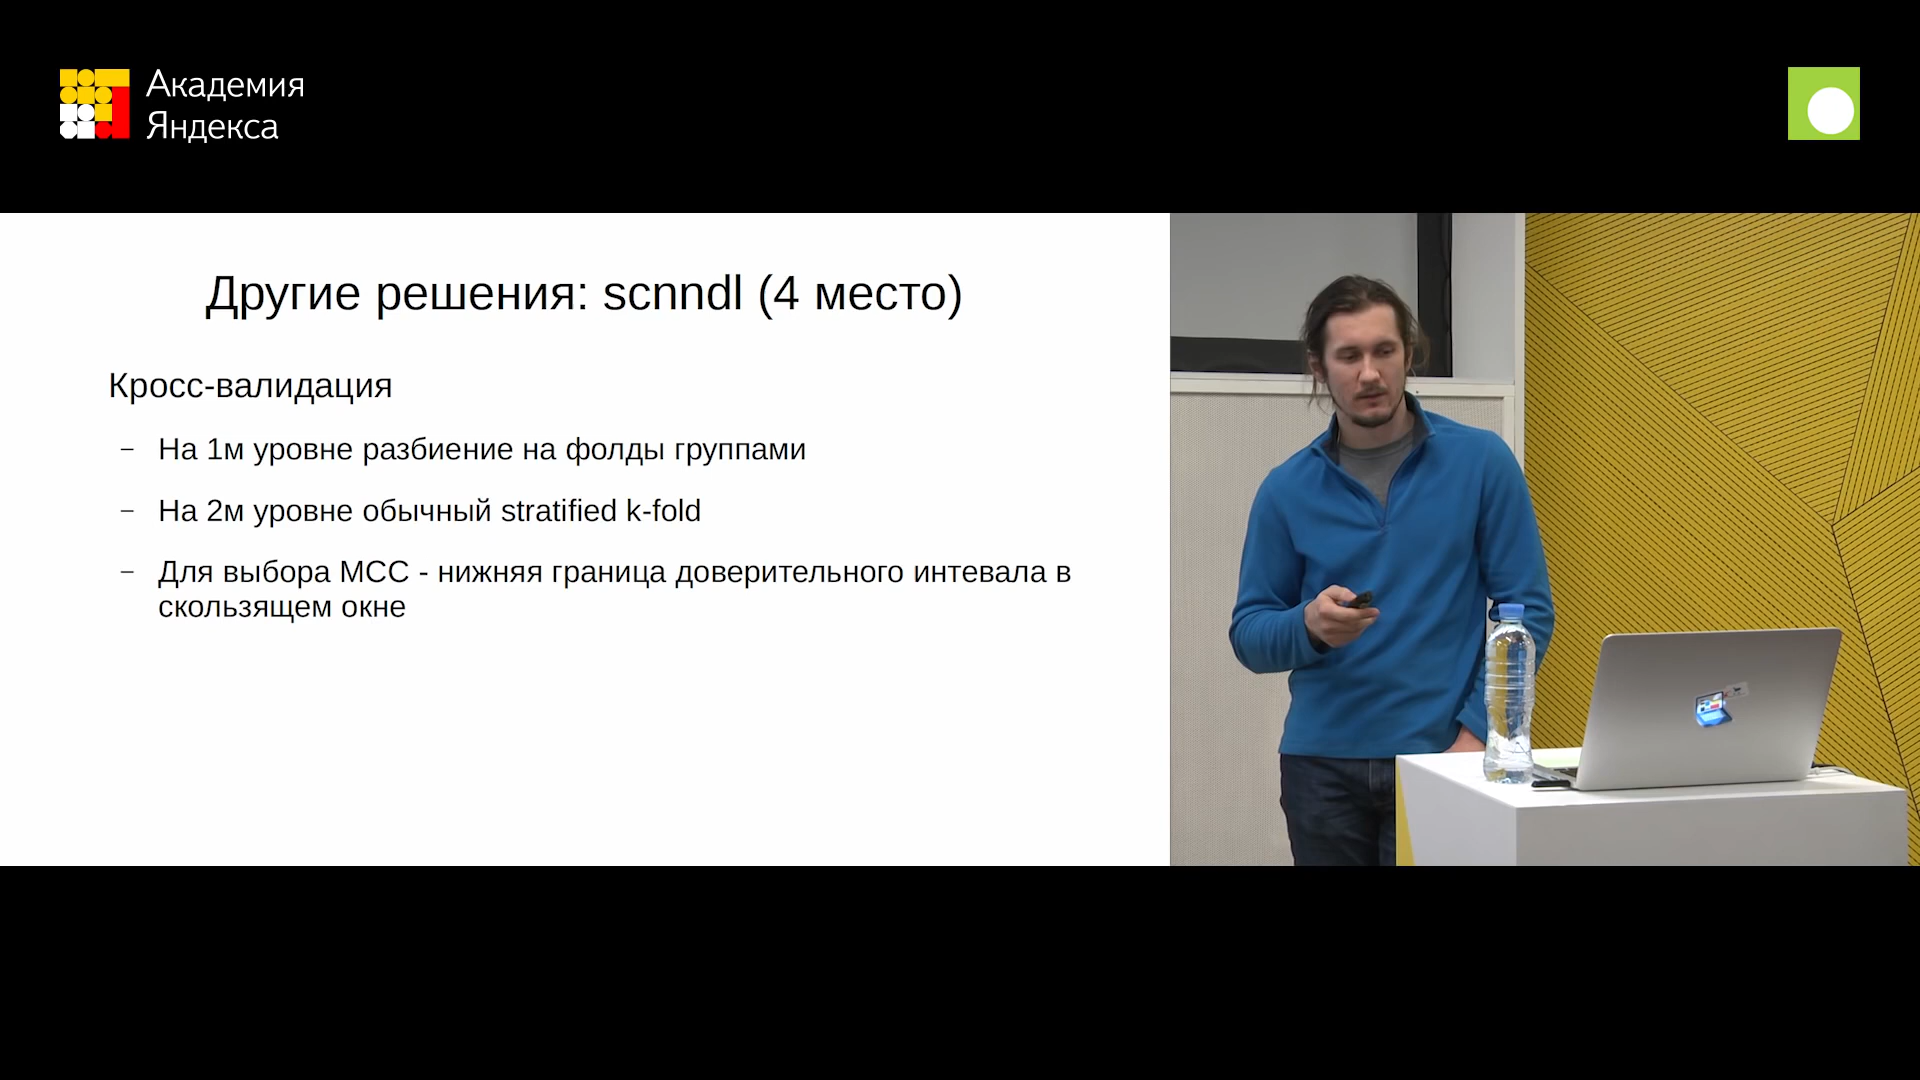 Академия
Яндекса
Другие решения: scnndl (4 место)
Кросс-валидация
– На 1м уровне разбиение на фолды группами
– На 2м уровне обычный stratified k-fold
– Для выбора MCC - нижняя граница доверительного интевала в
скользящем окне